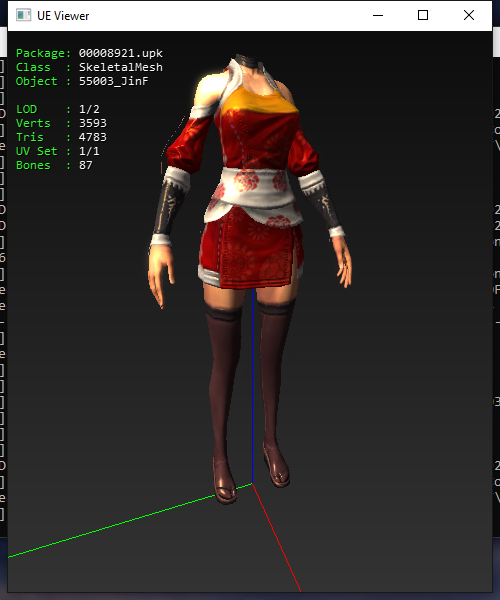 UE Viewer
Package: 00008921.upk
Class : SkeletalMesh
Object : 55003_JinF
LOD : 1/2
Verts : 3593
Tris : 4783
UV Set : 1/1
Bones : 87